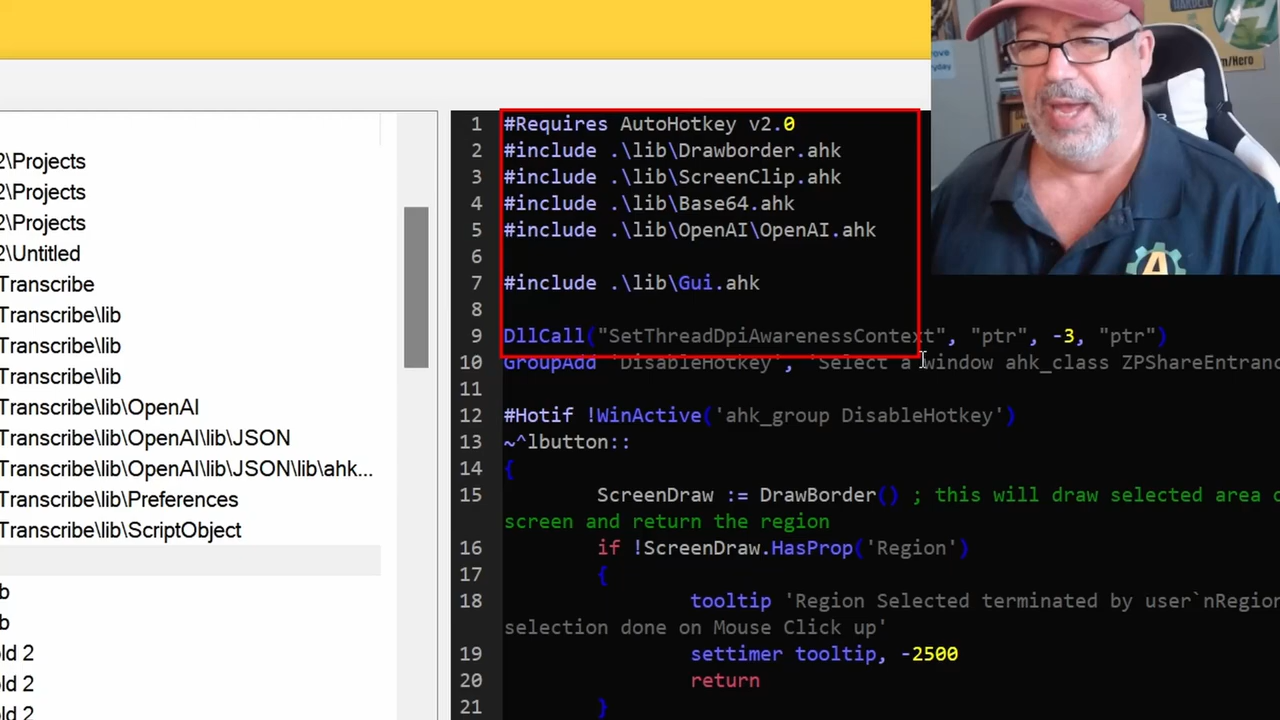 HARDER
rove
eyday
m/Hero
A
2\Projects
2\Projects
2\Projects
2\Untitled
Transcribe
Transcribe\lib
Transcribe\lib
Transcribe\lib
Transcribe\lib\OpenAI
Transcribe\lib\OpenAI\lib\JSON
Transcribe\lib\OpenAI\lib\JSON\lib\ahk...
Transcribe\lib\Preferences
Transcribe\lib\ScriptObject
b
b
old 2
old 2
old 2
1 #Requires AutoHotkey v2.0
2 #include .\lib\Drawborder.ahk
3 #include .\lib\ScreenClip.ahk
4 #include .\lib\Base64.ahk
5 #include .\lib\OpenAI\OpenAI.ahk
6
7 #include .\lib\Gui.ahk
8
9 DllCall("SetThreadDpiAwarenessContext", "ptr", -3, "ptr")
10 GroupAdd 'DisableHotkey', 'Select a window ahk_class ZPShareEntranc
11
12 #Hotif !WinActive('ahk_group DisableHotkey')
13 ~^lbutton::
14 {
15 ScreenDraw := DrawBorder() ; this will draw selected area o
screen and return the region
16 if !ScreenDraw.HasProp('Region')
17 {
18 tooltip 'Region Selected terminated by user`nRegion
selection done on Mouse Click up'
19 settimer tooltip, -2500
20 return
21 }